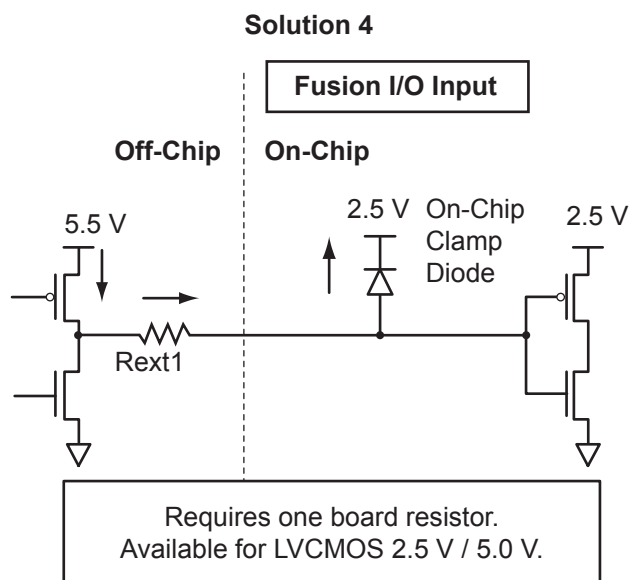 Solution 4
Fusion I/O Input
Off-Chip
On-Chip
5.5 V
2.5 V
On-Chip
Clamp
Diode
2.5 V
Rext1
Requires one board resistor.
Available for LVCMOS 2.5 V / 5.0 V.